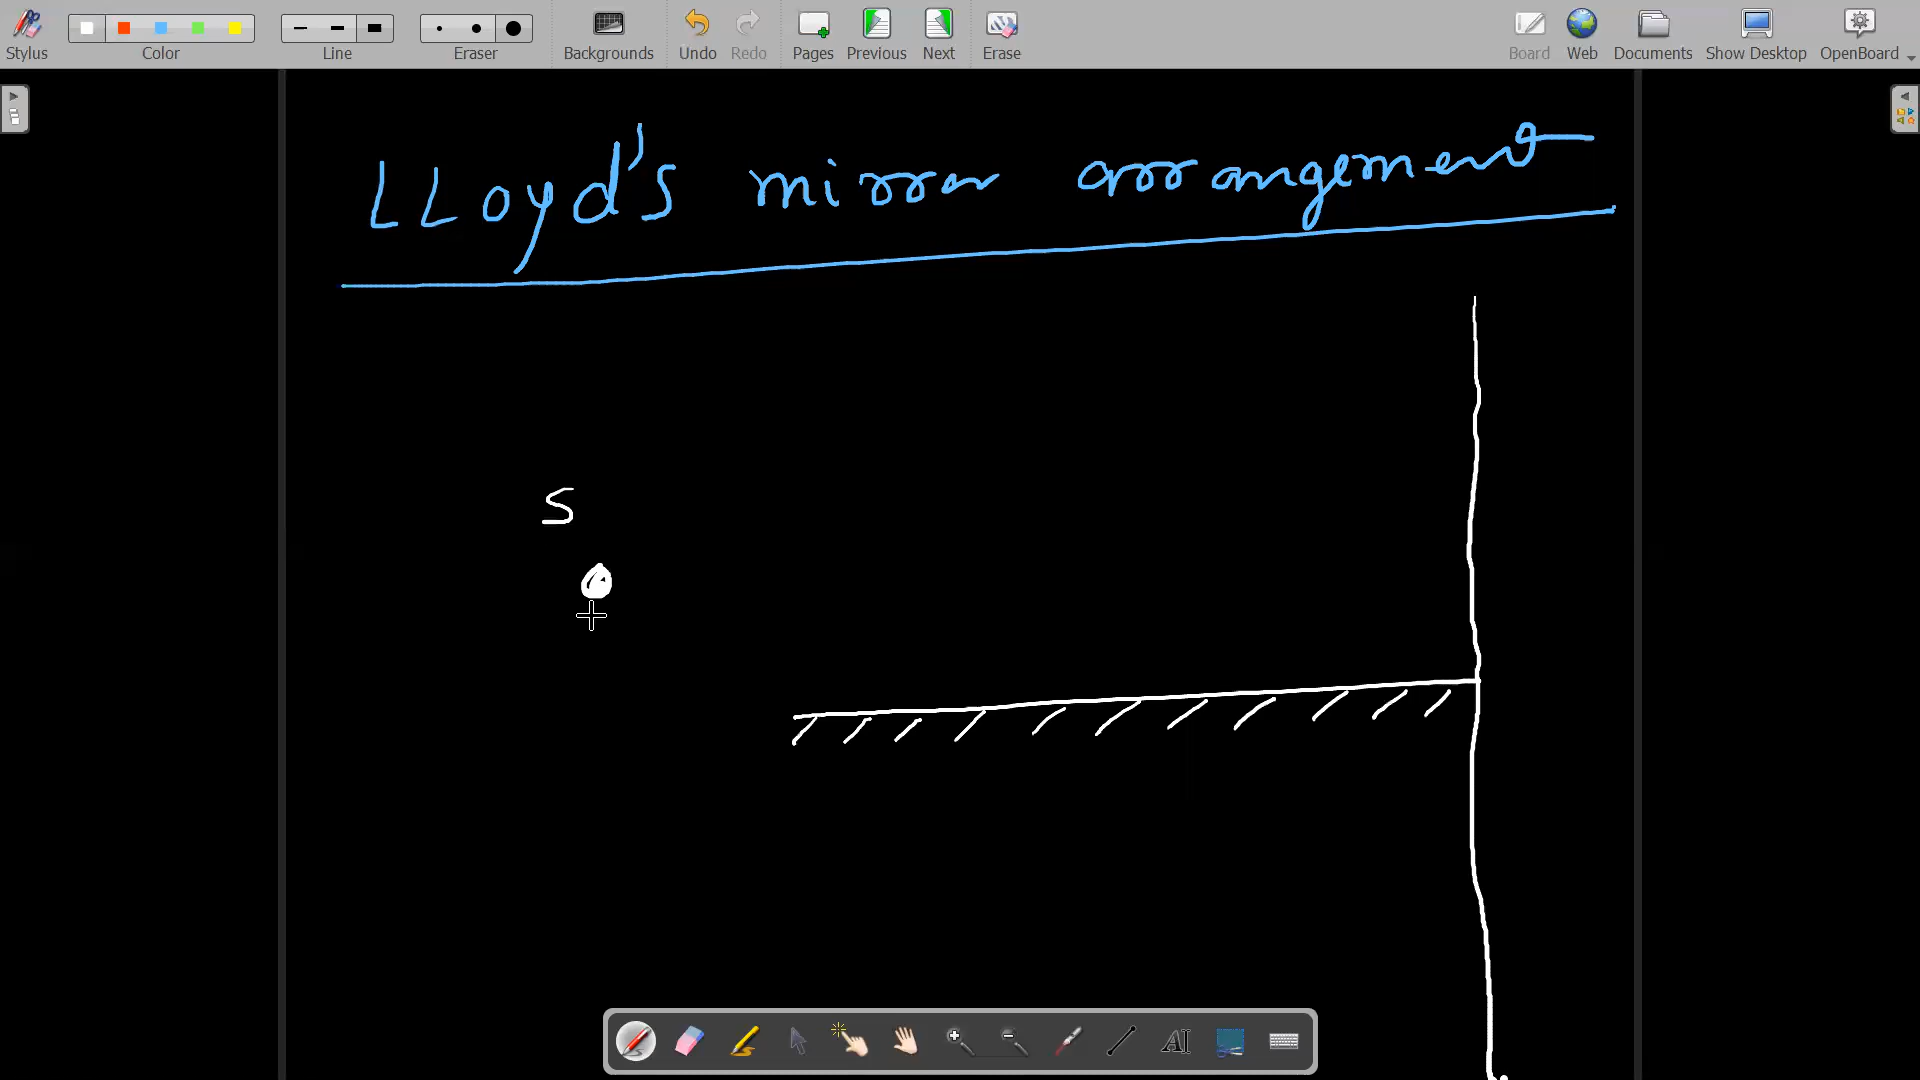 Stylus Color Line Eraser Backgrounds Undo Redo Pages Previous Next Erase Board Web Documents Show Desktop OpenBoard
LLoyd's mirror arrangement
S